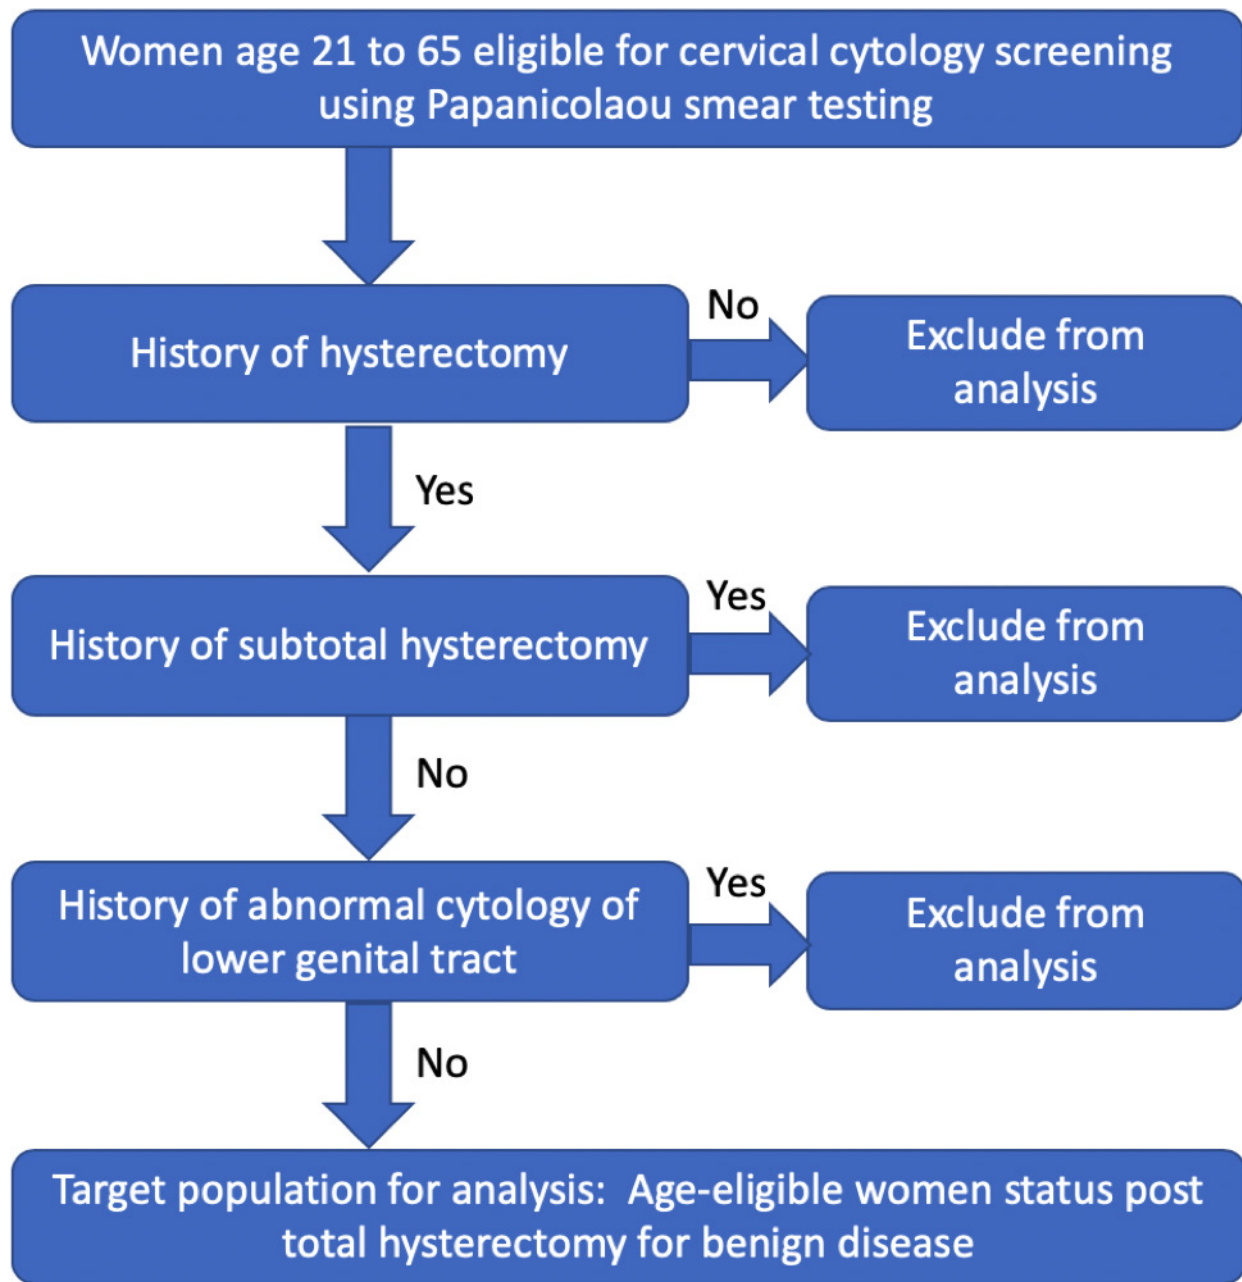 Women age 21 to 65 eligible for cervical cytology screening
using Papanicolaou smear testing
History of hysterectomy
No
Exclude from
analysis
Yes
History of subtotal hysterectomy
Yes
Exclude from
analysis
No
History of abnormal cytology of
lower genital tract
Yes
Exclude from
analysis
No
Target population for analysis:  Age-eligible women status post
total hysterectomy for benign disease